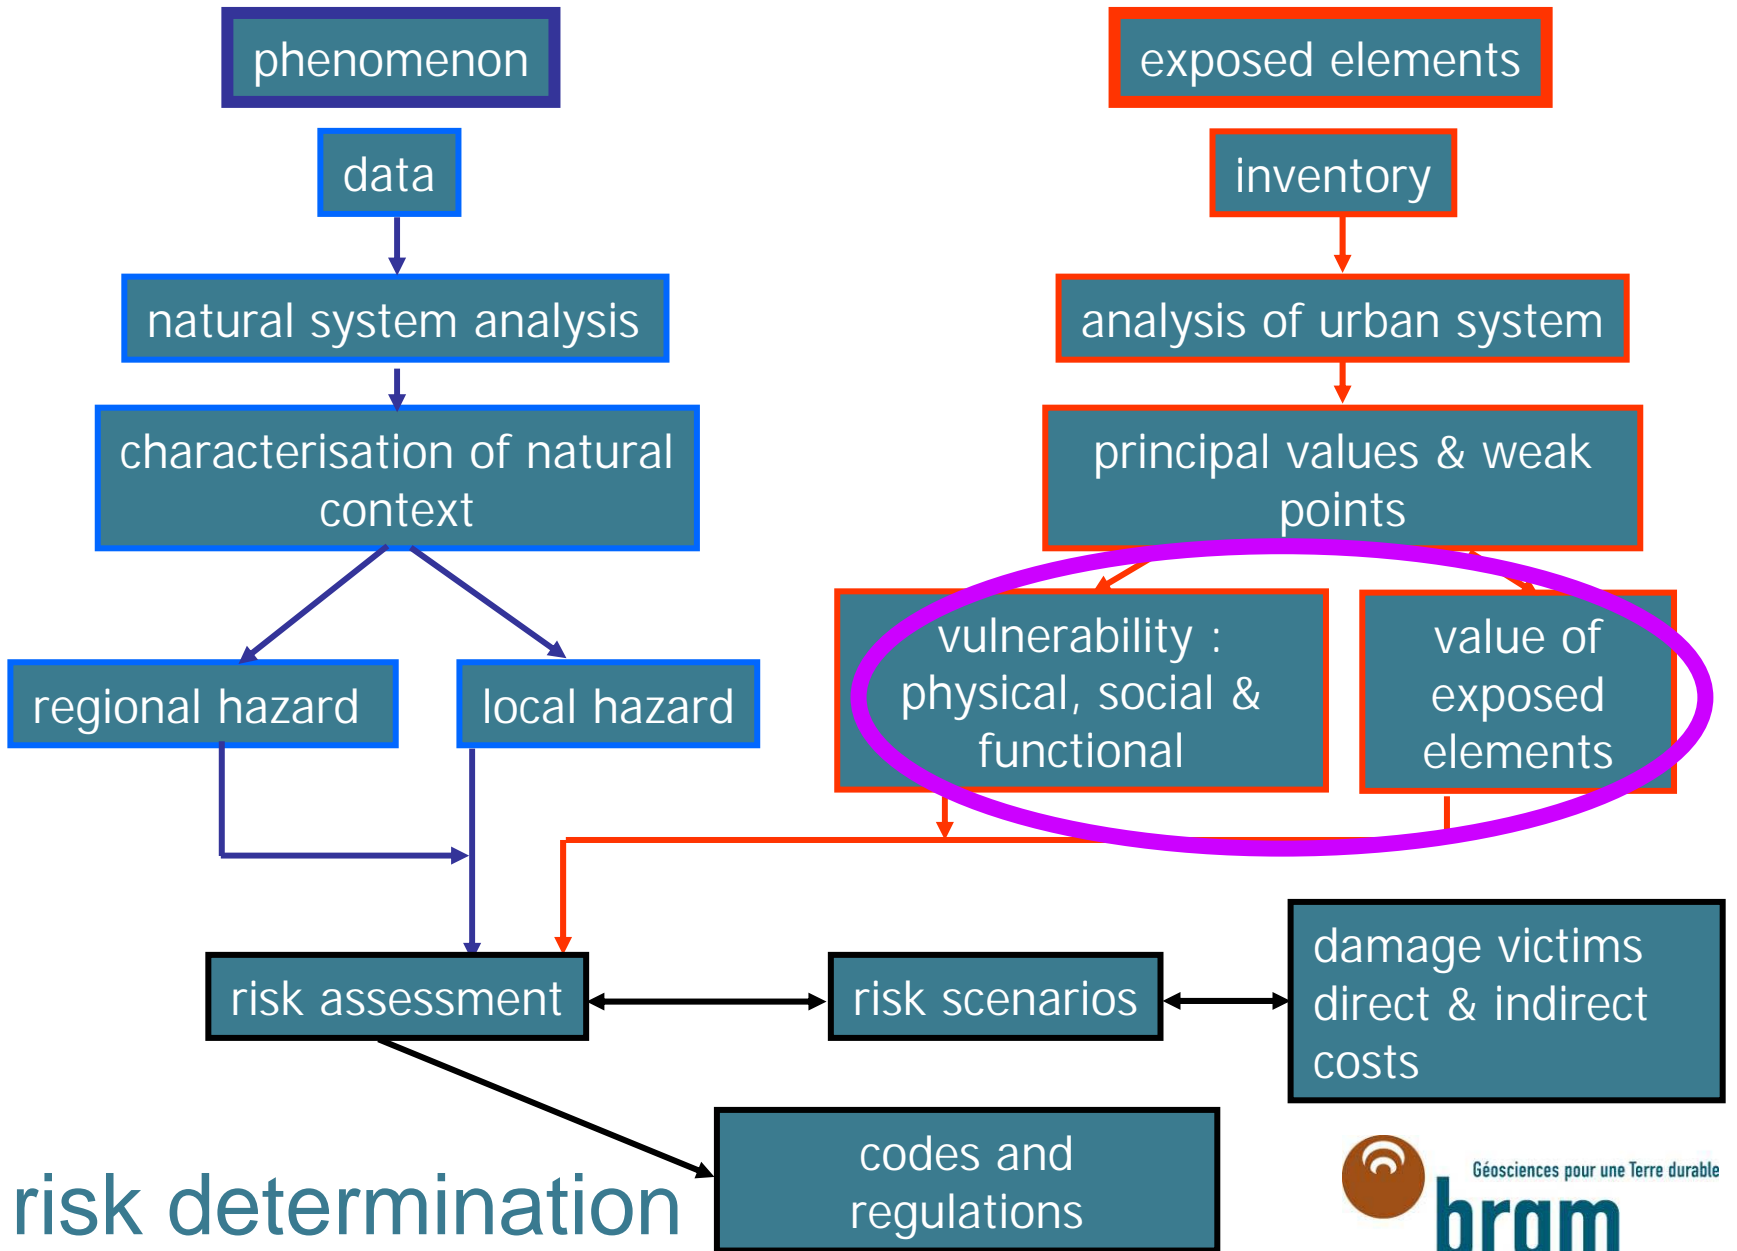 phenomenon
data
natural system analysis
characterisation of natural
context
regional hazard
local hazard
exposed elements
inventory
analysis of urban system
principal values & weak
points
vulnerability :
physical, social &
functional
value of
exposed
elements
risk assessment
risk scenarios
damage victims
direct & indirect
costs
codes and
regulations
risk determination
Géosciences pour une Terre durable
brgm